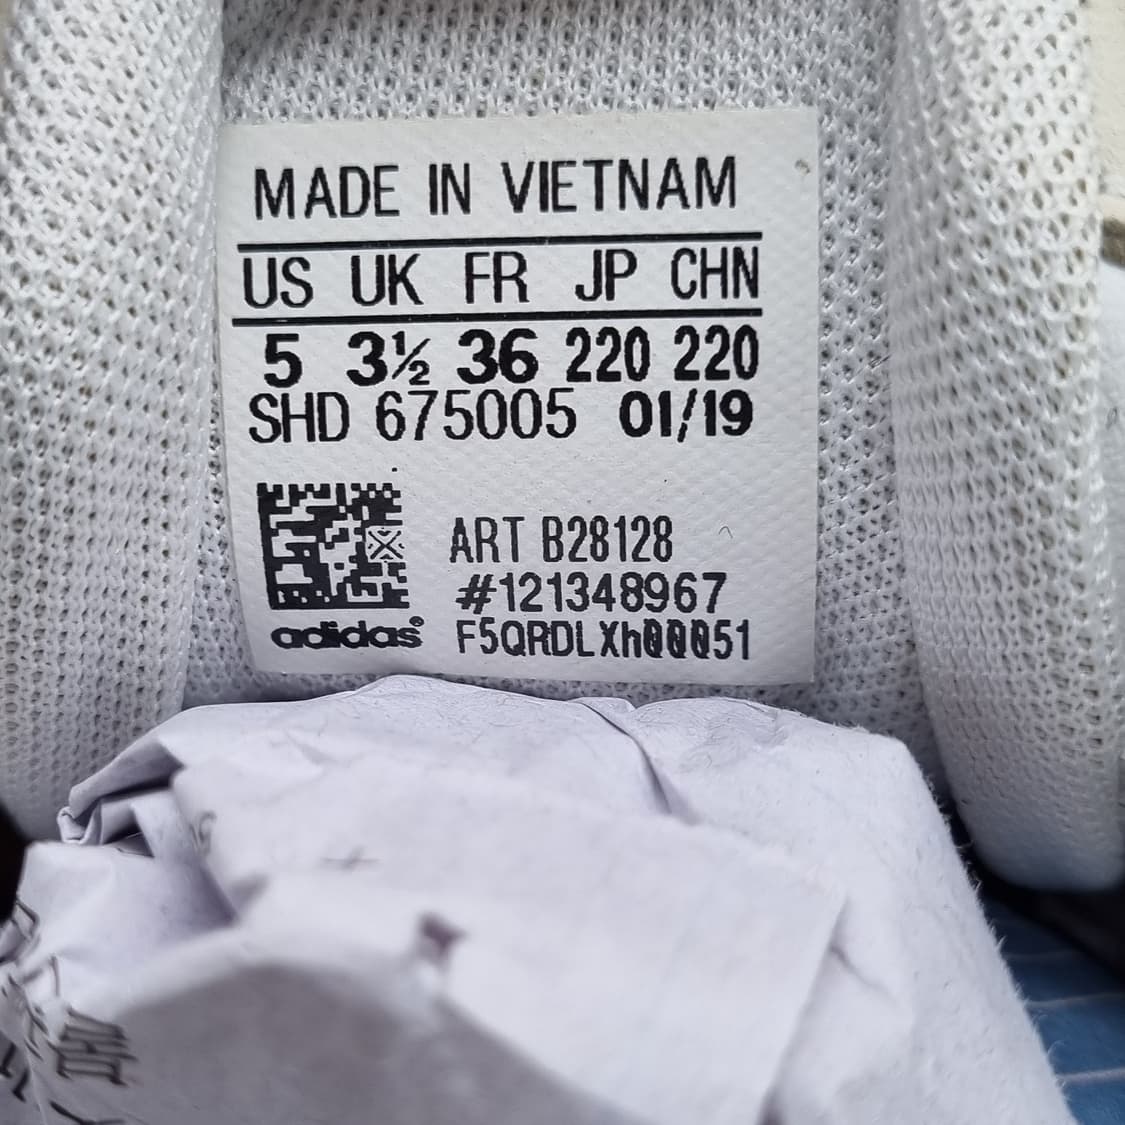 MADE IN VIETNAM
US UK FR JP CHN
5 3½ 36 220 220
SHD 675005 01/19
ART B28128
#121348967
adidas® F5QRDLXh00051